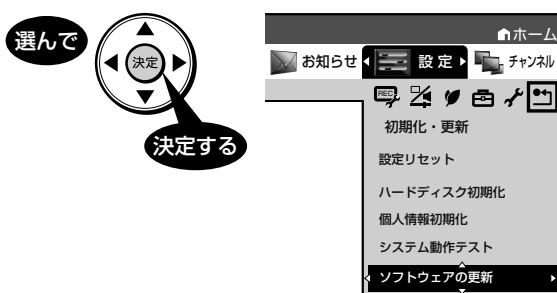 選んで
決定
決定する
ホーム
お知らせ
設定
チャンネル
REC
初期化・更新
設定リセット
ハードディスク初期化
個人情報初期化
システム動作テスト
ソフトウェアの更新